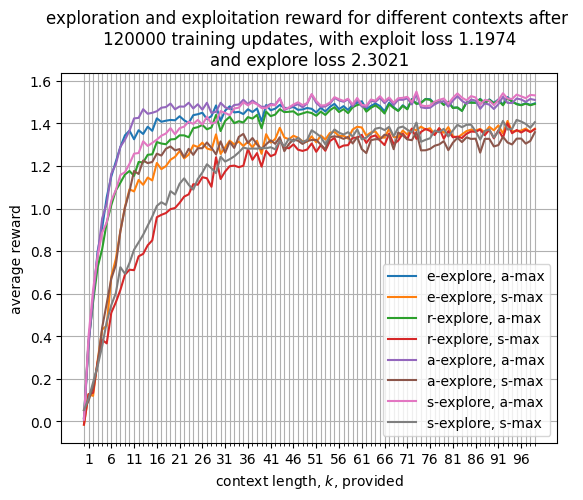 exploration and exploitation reward for different contexts after
120000 training updates, with exploit loss 1.1974
and explore loss 2.3021
average reward
1.6
1.4
1.2
1.0
0.8
0.6
0.4
0.2
0.0
e-explore, a-max
e-explore, s-max
r-explore, a-max
r-explore, s-max
a-explore, a-max
a-explore, s-max
s-explore, a-max
s-explore, s-max
1 6 11 16 21 26 31 36 41 46 51 56 61 66 71 76 81 86 91 96
context length, k, provided